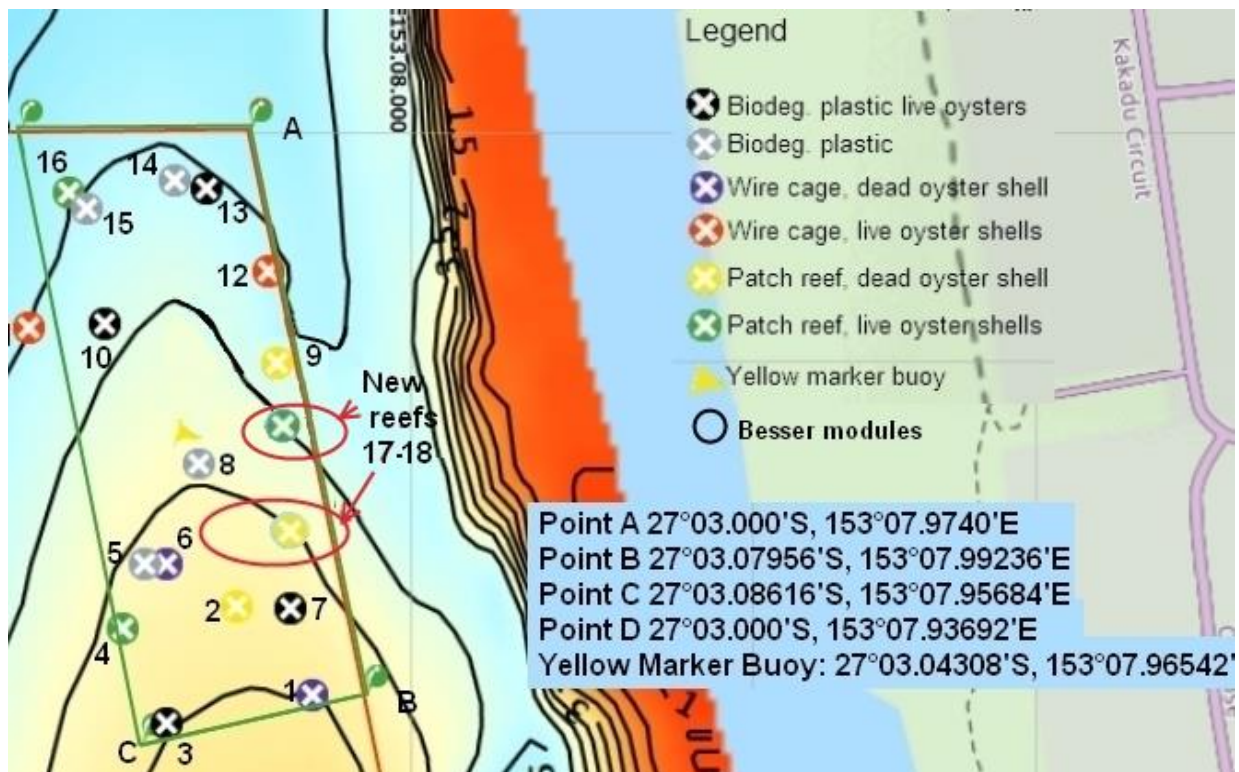 Legend
Biodeg. plastic live oysters
Biodeg. plastic
Wire cage, dead oyster shell
Wire cage, live oyster shells
Patch reef, dead oyster shell
Patch reef, live oyster shells
Yellow marker buoy
Besser modules
153.08.000
1.5
2
A
16
14
13
15
12
10
9
New
reefs
17-18
8
5
6
2
7
4
1
B
C
3
Kakadu Circuit
Point A 27°03.000'S, 153°07.9740'E
Point B 27°03.07956'S, 153°07.99236'E
Point C 27°03.08616'S, 153°07.95684'E
Point D 27°03.000'S, 153°07.93692'E
Yellow Marker Buoy: 27°03.04308'S, 153°07.96542'